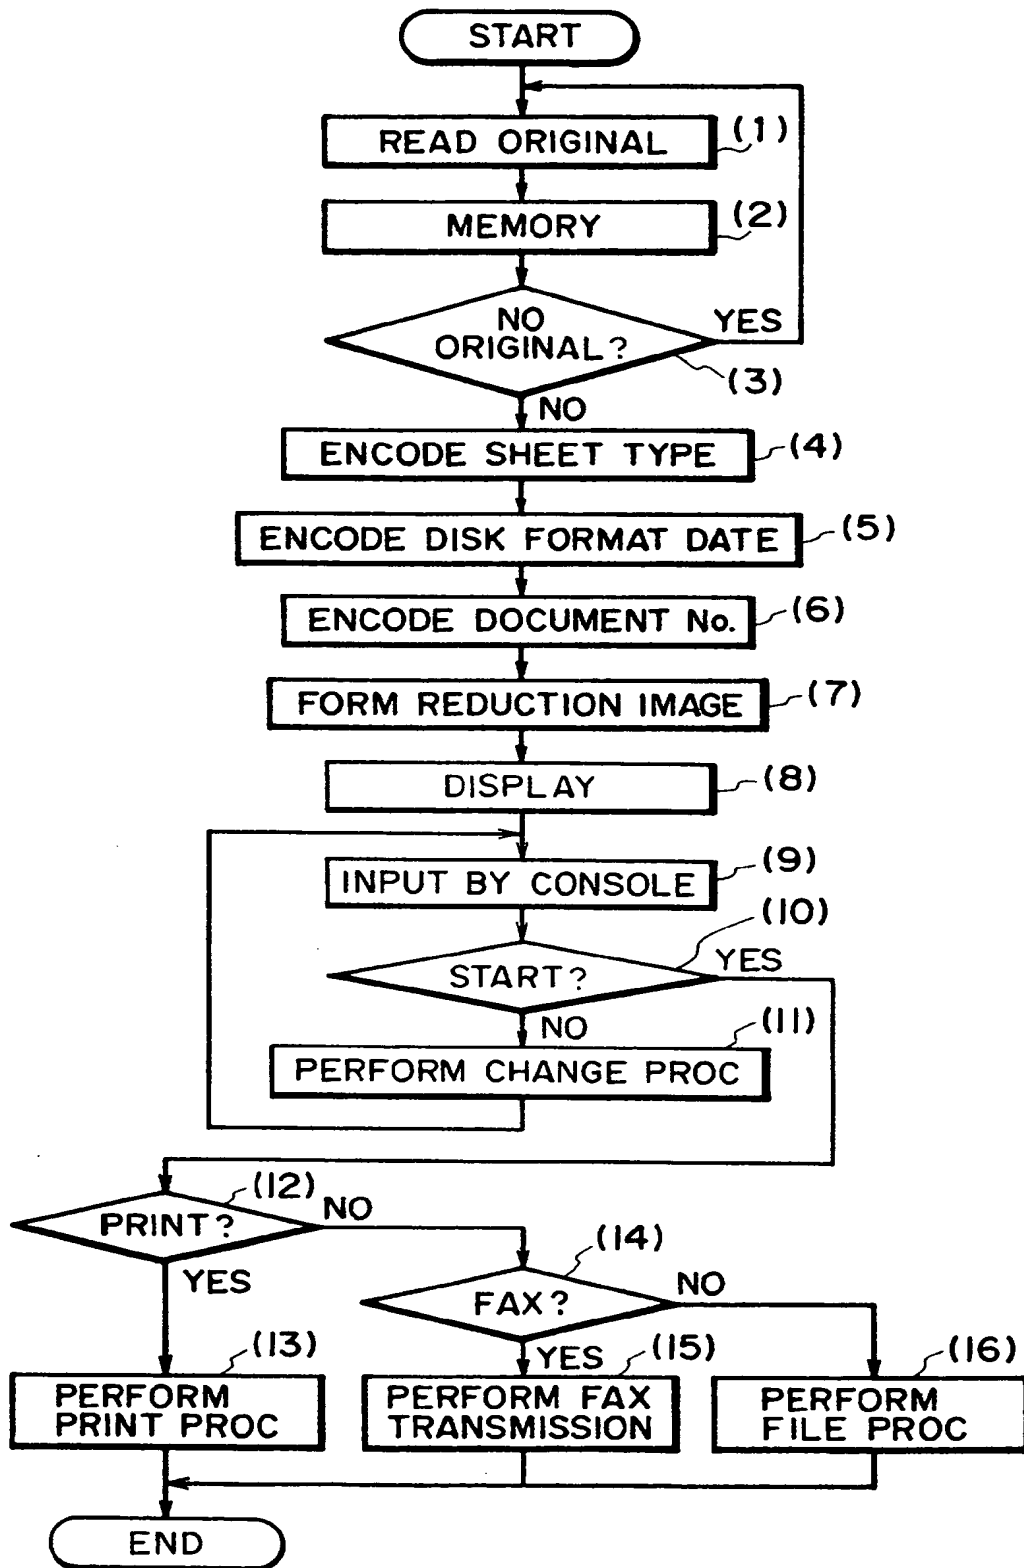 START
READ ORIGINAL
(1)
MEMORY
(2)
NO
ORIGINAL?
YES
(3)
NO
ENCODE SHEET TYPE
(4)
ENCODE DISK FORMAT DATE
(5)
ENCODE DOCUMENT No.
(6)
FORM REDUCTION IMAGE
(7)
DISPLAY
(8)
INPUT BY CONSOLE
(9)
(10)
START?
YES
NO
(11)
PERFORM CHANGE PROC
(12)
PRINT?
NO
YES
(14)
FAX?
NO
YES
(13)
PERFORM
PRINT PROC
(15)
PERFORM FAX
TRANSMISSION
(16)
PERFORM
FILE PROC
END